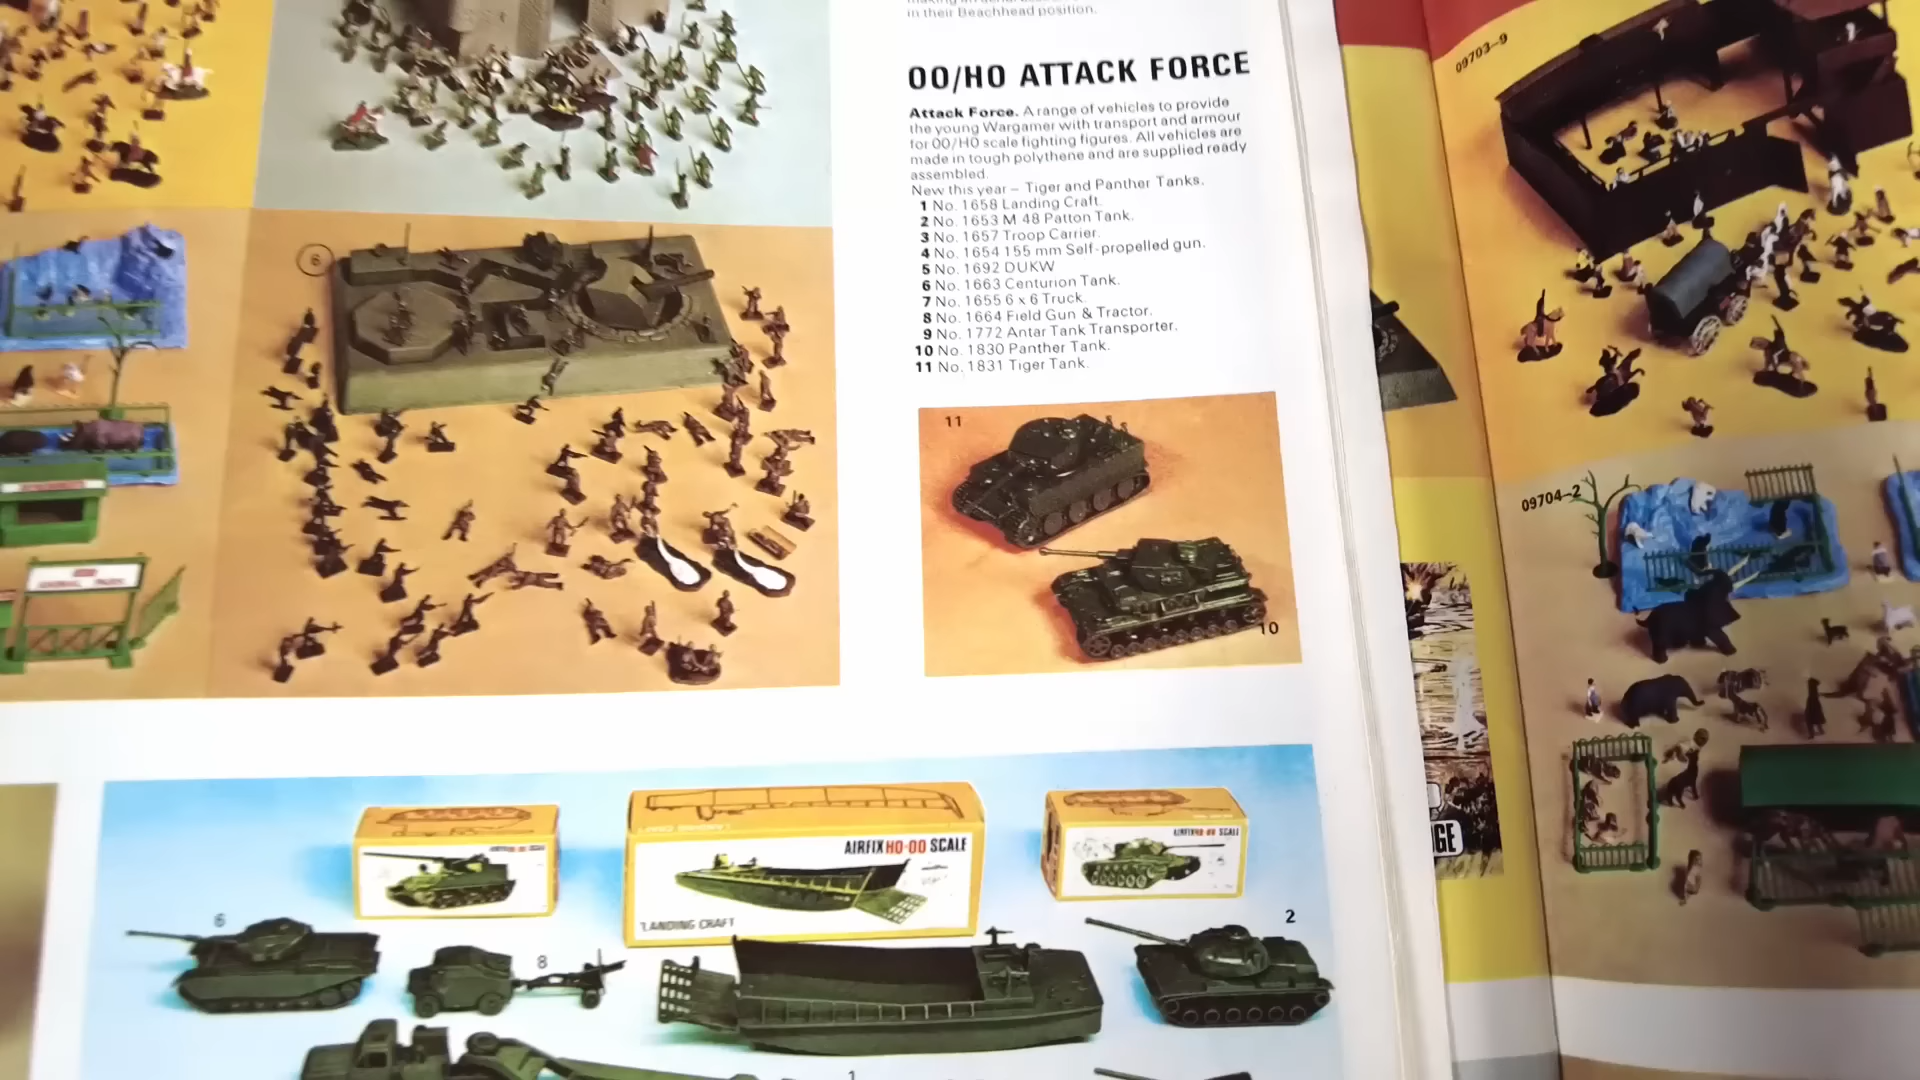 in their Beachhead position.
OO/HO ATTACK FORCE
Attack Force. A range of vehicles to provide
the young Wargamer with transport and armour
for 00/H0 scale fighting figures. All vehicles are
made in tough polythene and are supplied ready
assembled.
New this year – Tiger and Panther Tanks.
1 No. 1658 Landing Craft.
2 No. 1653 M 48 Patton Tank.
3 No. 1657 Troop Carrier.
4 No. 1654 155 mm Self-propelled gun.
5 No. 1692 DUKW
6 No. 1663 Centurion Tank.
7 No. 1655 6 x 6 Truck.
8 No. 1664 Field Gun & Tractor.
9 No. 1772 Antar Tank Transporter.
10 No. 1830 Panther Tank.
11 No. 1831 Tiger Tank.
6
11
10
AIRFIX HO-OO SCALE
LANDING CRAFT
AIRFIX HO-OO SCALE
6
8
2
1
09703-9
09704-2
GE